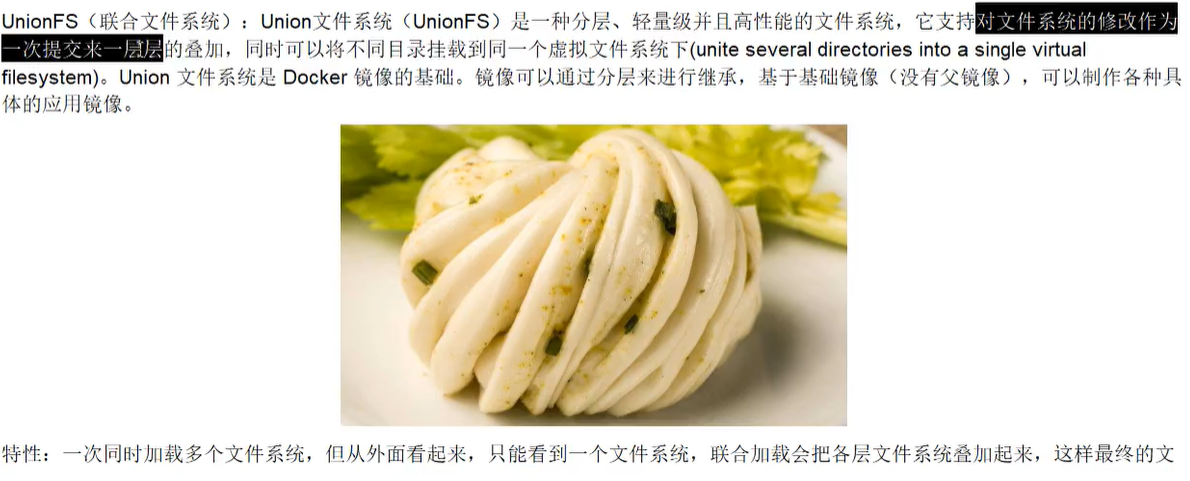 UnionFS（联合文件系统）：Union文件系统（UnionFS）是一种分层、轻量级并且高性能的文件系统，它支持对文件系统的修改作为
一次提交来一层层的叠加，同时可以将不同目录挂载到同一个虚拟文件系统下(unite several directories into a single virtual
filesystem)。Union 文件系统是 Docker 镜像的基础。镜像可以通过分层来进行继承，基于基础镜像（没有父镜像），可以制作各种具
体的应用镜像。
特性：一次同时加载多个文件系统，但从外面看起来，只能看到一个文件系统，联合加载会把各层文件系统叠加起来，这样最终的文